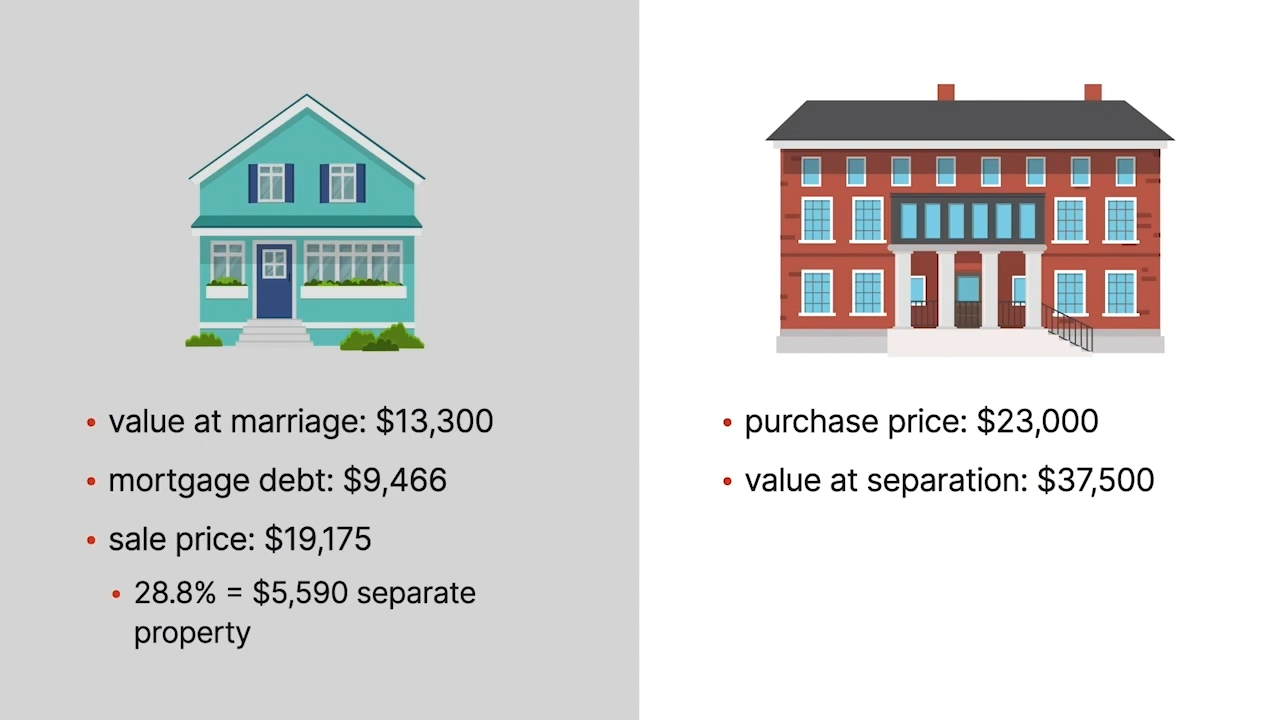 value at marriage: $13,300
mortgage debt: $9,466
sale price: $19,175
28.8% = $5,590 separate
property
purchase price: $23,000
value at separation: $37,500